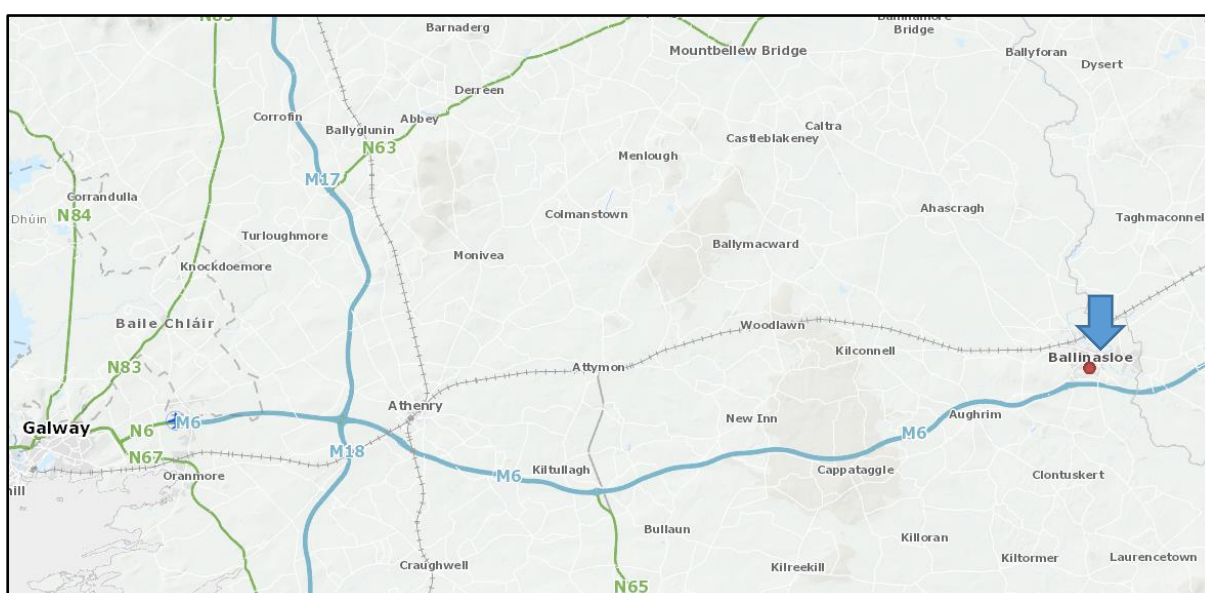 Barnaderg
Bridge
Ballyforan
Mountbellew Bridge
Dysert
Derreen
Corrofin
Abbey
Ballyglunin
Caltra
Castleblakeney
N63
Menlough
M17
Corrandulla
Dhúin
N84
Colmanstown
Ahascragh
Taghmaconnel
Turloughmore
Ballymacward
Monivea
Knockdoemore
Baile Chláir
Woodlawn
Kilconnell
Ballinasloe
N83
Attymon
Athenry
New Inn
Aughrim
Galway
N6
M6
M6
N67
M18
Oranmore
Kiltullagh
M6
Cappataggle
Clontuskert
hill
Bullaun
Killoran
Craughwell
Kiltormer
Laurencetown
Kilreekill
N65